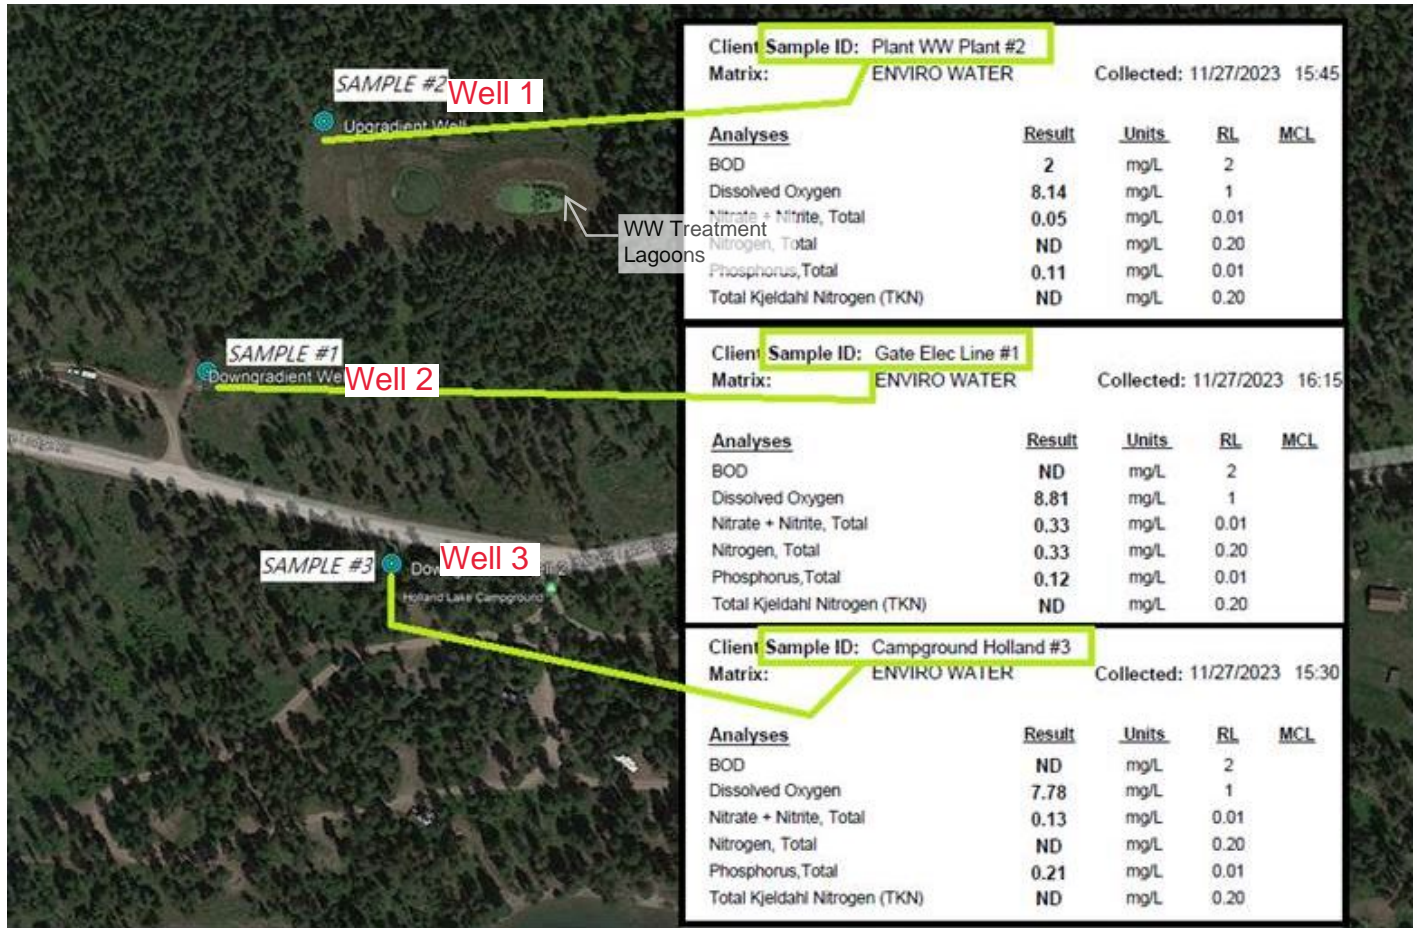 SAMPLE #2
Well 1
Upgradient Well
WW Treatment
Lagoons
SAMPLE #1
Downgradient Wel
Well 2
SAMPLE #3
Well 3
Holland Lake Campground
Client Sample ID: Plant WW Plant #2
Matrix: ENVIRO WATER Collected: 11/27/2023 15:45
Analyses Result Units RL MCL
BOD 2 mg/L 2
Dissolved Oxygen 8.14 mg/L 1
Nitrate + Nitrite, Total 0.05 mg/L 0.01
Nitrogen, Total ND mg/L 0.20
Phosphorus,Total 0.11 mg/L 0.01
Total Kjeldahl Nitrogen (TKN) ND mg/L 0.20
Client Sample ID: Gate Elec Line #1
Matrix: ENVIRO WATER Collected: 11/27/2023 16:15
Analyses Result Units RL MCL
BOD ND mg/L 2
Dissolved Oxygen 8.81 mg/L 1
Nitrate + Nitrite, Total 0.33 mg/L 0.01
Nitrogen, Total 0.33 mg/L 0.20
Phosphorus,Total 0.12 mg/L 0.01
Total Kjeldahl Nitrogen (TKN) ND mg/L 0.20
Client Sample ID: Campground Holland #3
Matrix: ENVIRO WATER Collected: 11/27/2023 15:30
Analyses Result Units RL MCL
BOD ND mg/L 2
Dissolved Oxygen 7.78 mg/L 1
Nitrate + Nitrite, Total 0.13 mg/L 0.01
Nitrogen, Total ND mg/L 0.20
Phosphorus,Total 0.21 mg/L 0.01
Total Kjeldahl Nitrogen (TKN) ND mg/L 0.20